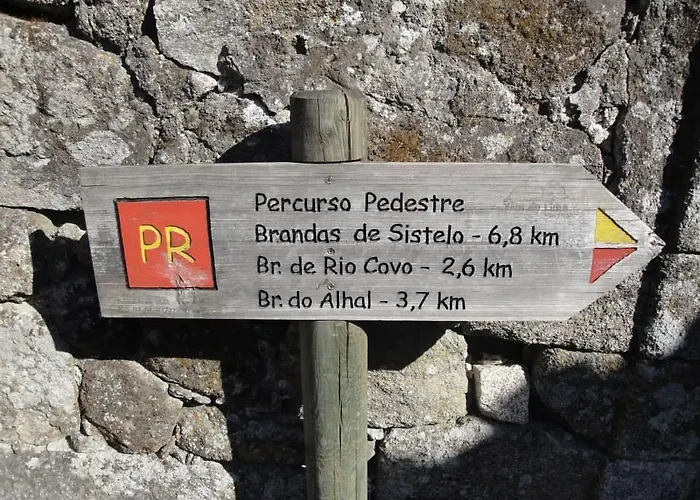 PR
Percurso Pedestre
Brandas de Sistelo - 6,8 km
Br. de Rio Covo - 2,6 km
Br. do Alhal - 3,7 km